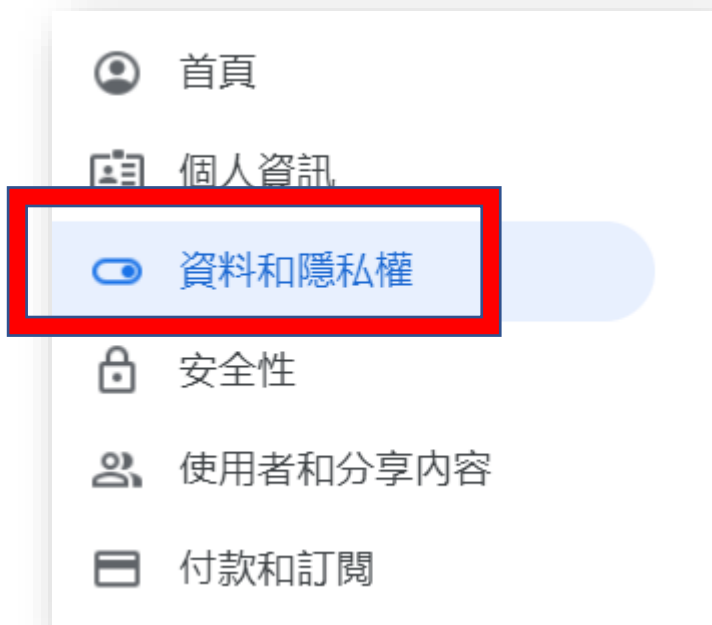 首頁
個人資訊
資料和隱私權
安全性
使用者和分享內容
付款和訂閱